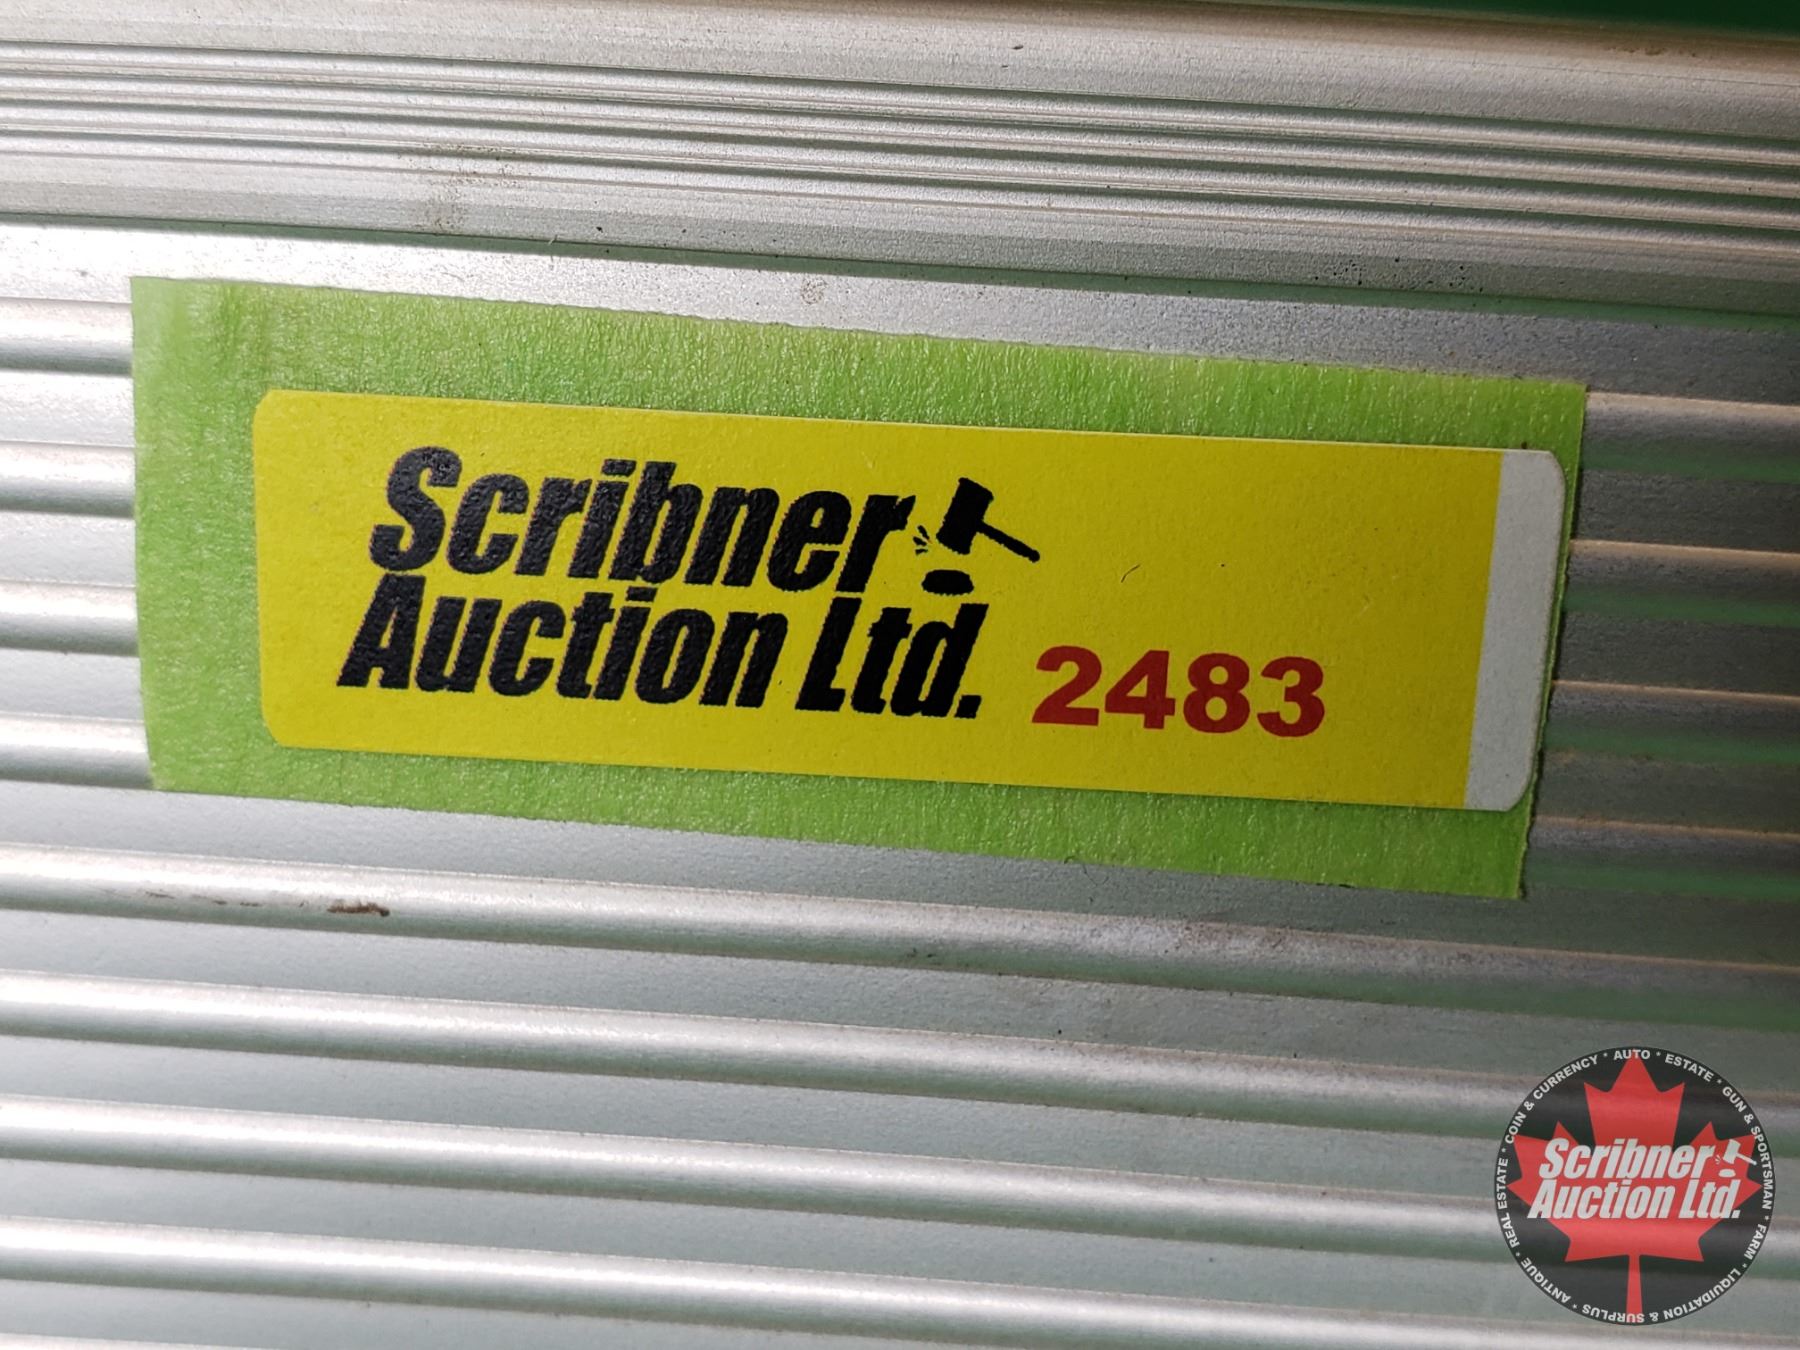 Scribner
Auction Ltd. 2483
COIN & CURRENCY * AUTO * ESTATE * GUN & SPORTSMAN * FARM * LIQUIDATION & SURPLUS * ANTIQUE * REAL ESTATE *
Scribner
Auction Ltd.